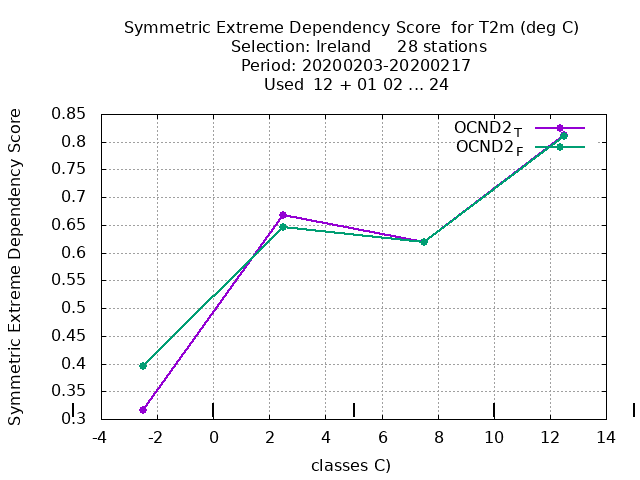 Symmetric Extreme Dependency Score  for T2m (deg C)
Selection: Ireland     28 stations
Period: 20200203-20200217
Used  12 + 01 02 ... 24
Symmetric Extreme Dependency Score
0.85
0.8
0.75
0.7
0.65
0.6
0.55
0.5
0.45
0.4
0.35
0.3
OCND2T
OCND2F
-4 -2 0 2 4 6 8 10 12 14
classes C)